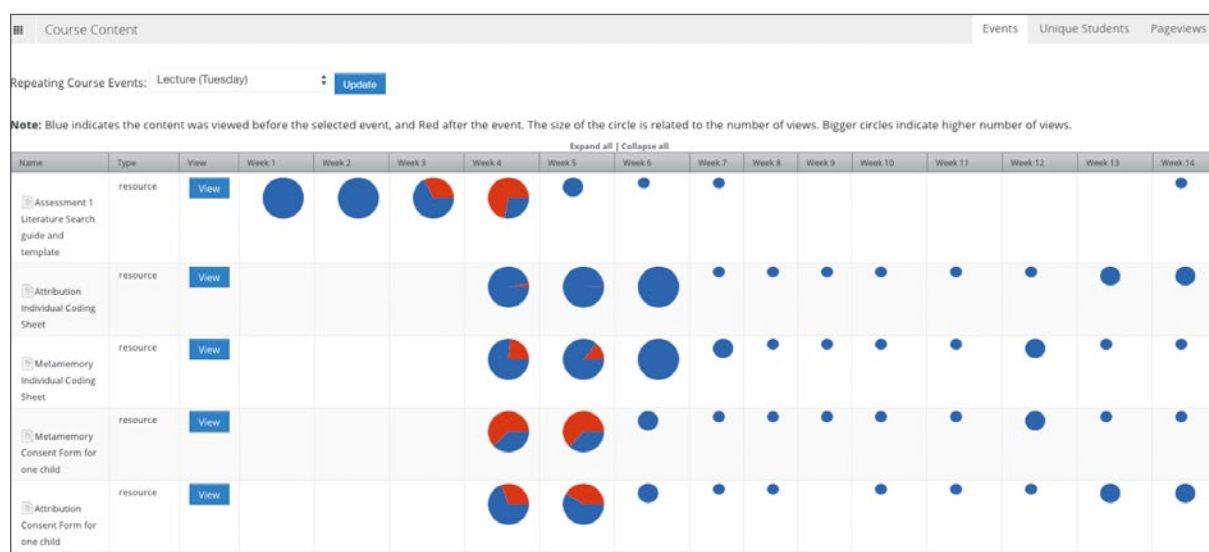 Course Content
Events Unique Students Pageviews
Repeating Course Events: Lecture (Tuesday) Update
Note: Blue indicates the content was viewed before the selected event, and Red after the event. The size of the circle is related to the number of views. Bigger circles indicate higher number of views.
Expand all | Collapse all
Name Type View Week 1 Week 2 Week 3 Week 4 Week 5 Week 6 Week 7 Week 8 Week 9 Week 10 Week 11 Week 12 Week 13 Week 14
resource View
Assessment 1
Literature Search
guide and
template
resource View
Attribution
Individual Coding
Sheet
resource View
Metamemory
Individual Coding
Sheet
resource View
Metamemory
Consent Form for
one child
resource View
Attribution
Consent Form for
one child